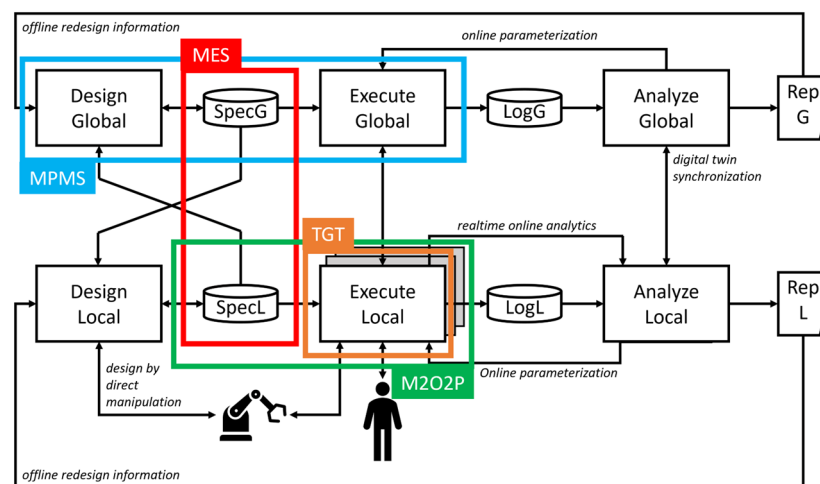 offline redesign information
MES
online parameterization
Design
Global
SpecG
Execute
Global
LogG
Analyze
Global
Rep
G
MPMS
digital twin
synchronization
TGT
realtime online analytics
Design
Local
SpecL
Execute
Local
LogL
Analyze
Local
Rep
L
design by
direct
manipulation
M2O2P
Online parameterization
offline redesign information